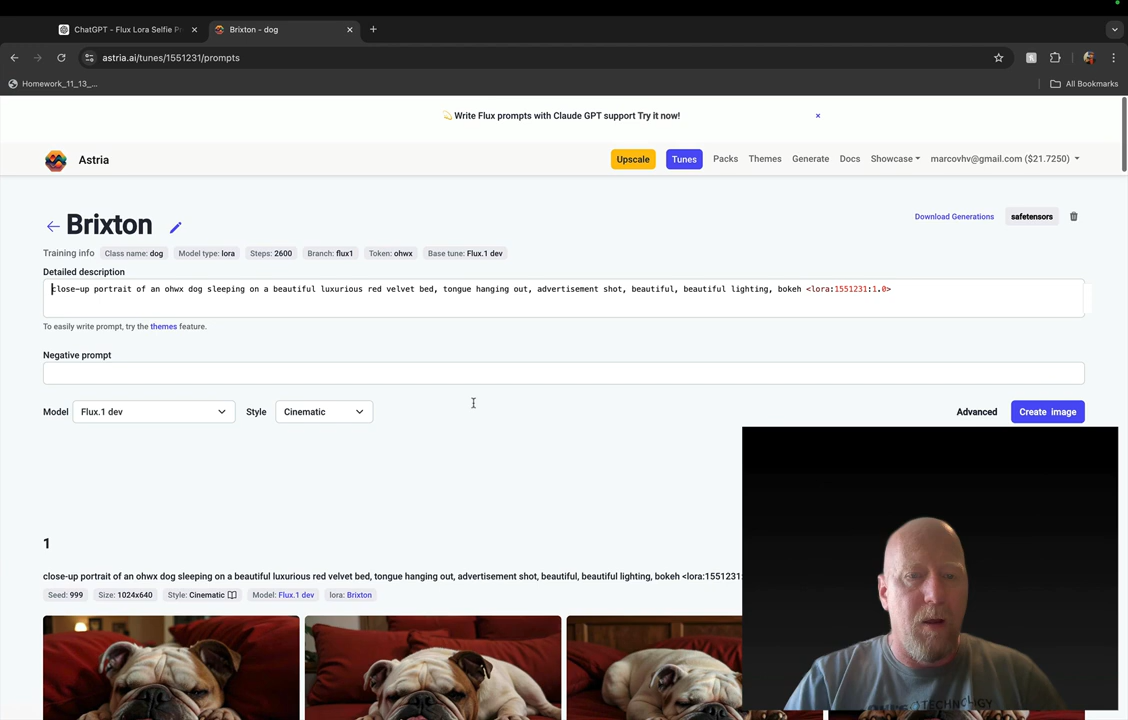 ChatGPT - Flux Lora Selfie P
Brixton - dog
astria.ai/tunes/1551231/prompts
Homework_11_13_...
All Bookmarks
💫 Write Flux prompts with Claude GPT support Try it now!
Astria
Upscale
Tunes
Packs
Themes
Generate
Docs
Showcase
marcovhv@gmail.com ($21.7250)
Brixton
Download Generations
safetensors
Training info
Class name: dog
Model type: lora
Steps: 2600
Branch: flux1
Token: ohwx
Base tune: Flux.1 dev
Detailed description
close-up portrait of an ohwx dog sleeping on a beautiful luxurious red velvet bed, tongue hanging out, advertisement shot, beautiful, beautiful lighting, bokeh <lora:1551231:1.0>
To easily write prompt, try the themes feature.
Negative prompt
Model
Flux.1 dev
Style
Cinematic
Advanced
Create image
1
close-up portrait of an ohwx dog sleeping on a beautiful luxurious red velvet bed, tongue hanging out, advertisement shot, beautiful, beautiful lighting, bokeh <lora:1551231:
Seed: 999
Size: 1024x640
Style: Cinematic
Model: Flux.1 dev
lora: Brixton